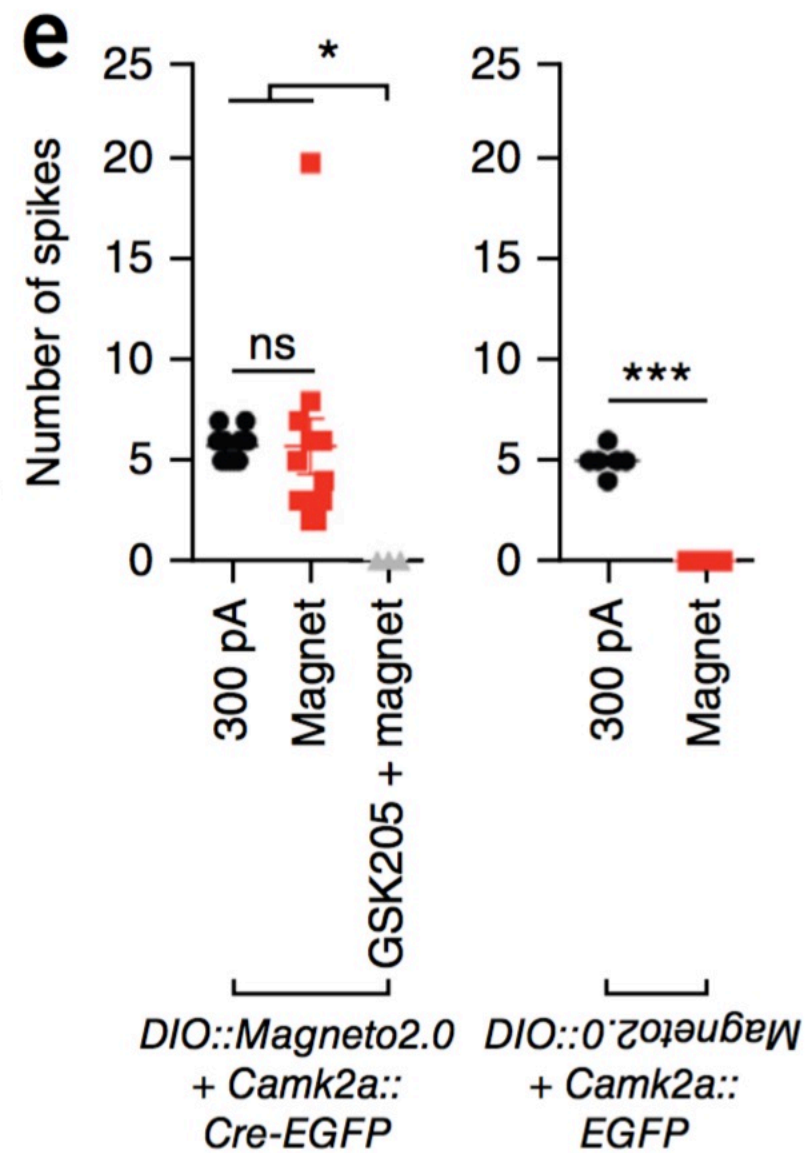 e
Number of spikes
25
20
15
10
5
0
*
ns
300 pA
Magnet
GSK205 + magnet
DIO::Magneto2.0
+ Camk2a::
Cre-EGFP
25
20
15
10
5
0
***
300 pA
Magnet
DIO::Magneto2.0
+ Camk2a::
EGFP